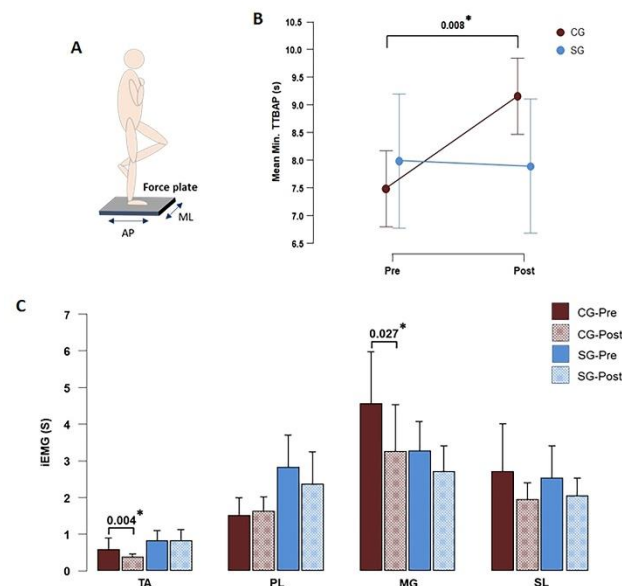 A
Force plate
ML
AP
B
10.5
10.0
9.5
9.0
8.5
8.0
7.5
7.0
6.5
Mean Min. TTBAP (s)
0.008*
CG
SG
Pre
Post
C
7
6
5
4
3
2
1
0
iEMG (S)
0.004*
0.027*
CG-Pre
CG-Post
SG-Pre
SG-Post
TA
PL
MG
SL